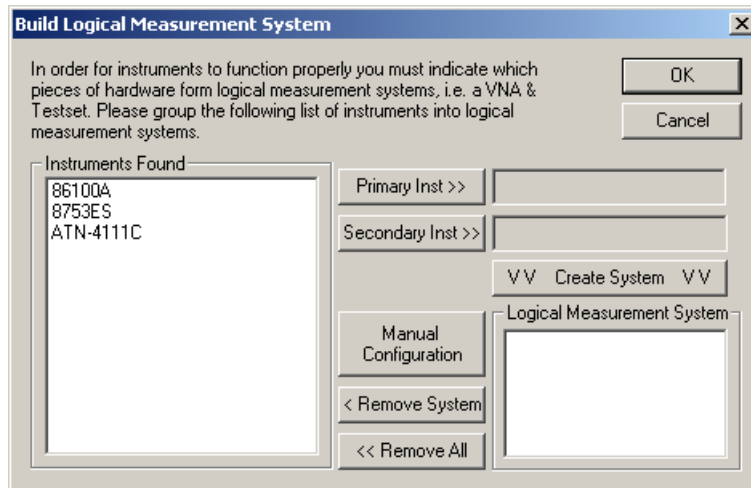 Build Logical Measurement System
In order for instruments to function properly you must indicate which
pieces of hardware form logical measurement systems, i.e. a VNA &
Testset. Please group the following list of instruments into logical
measurement systems.
OK
Cancel
Instruments Found
86100A
8753ES
ATN-4111C
Primary Inst >>
Secondary Inst >>
V V Create System V V
Manual
Configuration
< Remove System
<< Remove All
Logical Measurement System